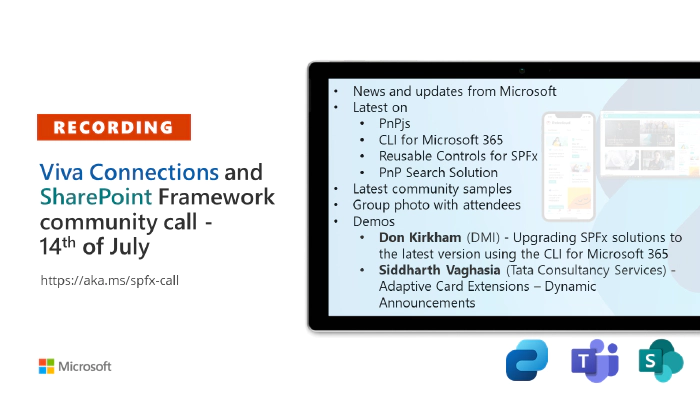 RECORDING
Viva Connections and
SharePoint Framework
community call -
14th of July
https://aka.ms/spfx-call
Microsoft
• News and updates from Microsoft
• Latest on
• PnPjs
• CLI for Microsoft 365
• Reusable Controls for SPFx
• PnP Search Solution
• Latest community samples
• Group photo with attendees
• Demos
• Don Kirkham (DMI) - Upgrading SPFx solutions to
the latest version using the CLI for Microsoft 365
• Siddharth Vaghasia (Tata Consultancy Services) -
Adaptive Card Extensions – Dynamic
Announcements
T
S